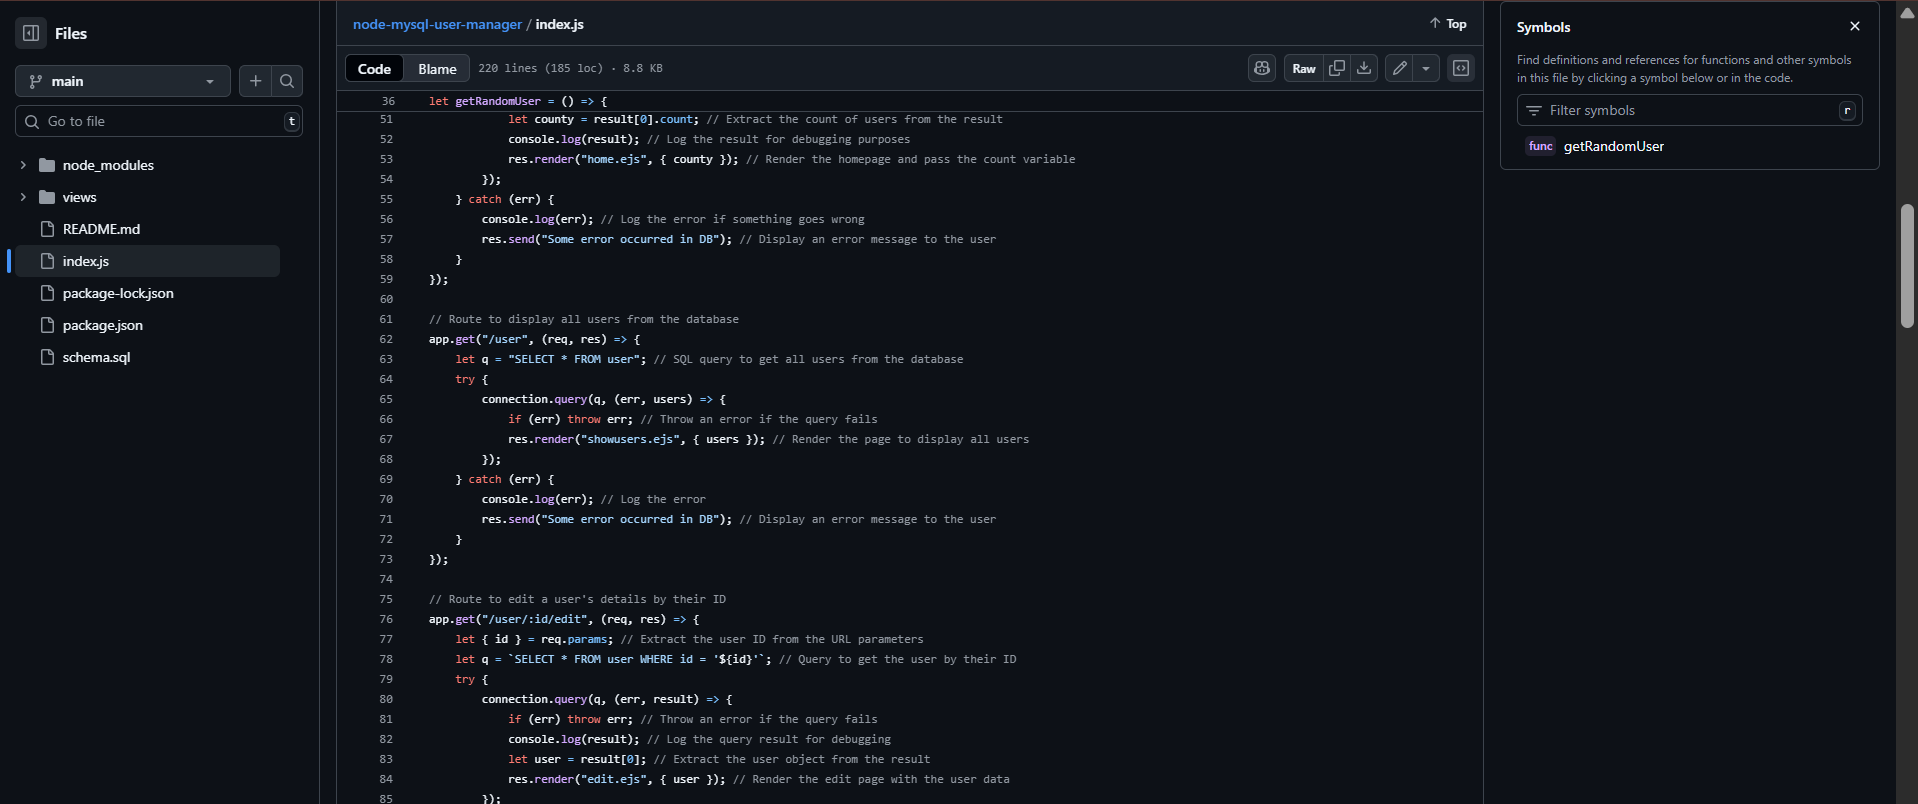 Files
main
Go to file
t
node_modules
views
README.md
index.js
package-lock.json
package.json
schema.sql
node-mysql-user-manager / index.js
Top
Code
Blame
220 lines (185 loc) · 8.8 KB
Raw
36 let getRandomUser = () => {
51 let county = result[0].count; // Extract the count of users from the result
52 console.log(result); // Log the result for debugging purposes
53 res.render("home.ejs", { county }); // Render the homepage and pass the count variable
54 });
55 } catch (err) {
56 console.log(err); // Log the error if something goes wrong
57 res.send("Some error occurred in DB"); // Display an error message to the user
58 }
59 });
60
61 // Route to display all users from the database
62 app.get("/user", (req, res) => {
63 let q = "SELECT * FROM user"; // SQL query to get all users from the database
64 try {
65 connection.query(q, (err, users) => {
66 if (err) throw err; // Throw an error if the query fails
67 res.render("showusers.ejs", { users }); // Render the page to display all users
68 });
69 } catch (err) {
70 console.log(err); // Log the error
71 res.send("Some error occurred in DB"); // Display an error message to the user
72 }
73 });
74
75 // Route to edit a user's details by their ID
76 app.get("/user/:id/edit", (req, res) => {
77 let { id } = req.params; // Extract the user ID from the URL parameters
78 let q = `SELECT * FROM user WHERE id = '${id}'`; // Query to get the user by their ID
79 try {
80 connection.query(q, (err, result) => {
81 if (err) throw err; // Throw an error if the query fails
82 console.log(result); // Log the query result for debugging
83 let user = result[0]; // Extract the user object from the result
84 res.render("edit.ejs", { user }); // Render the edit page with the user data
85 });
Symbols
Find definitions and references for functions and other symbols
in this file by clicking a symbol below or in the code.
Filter symbols
r
func getRandomUser